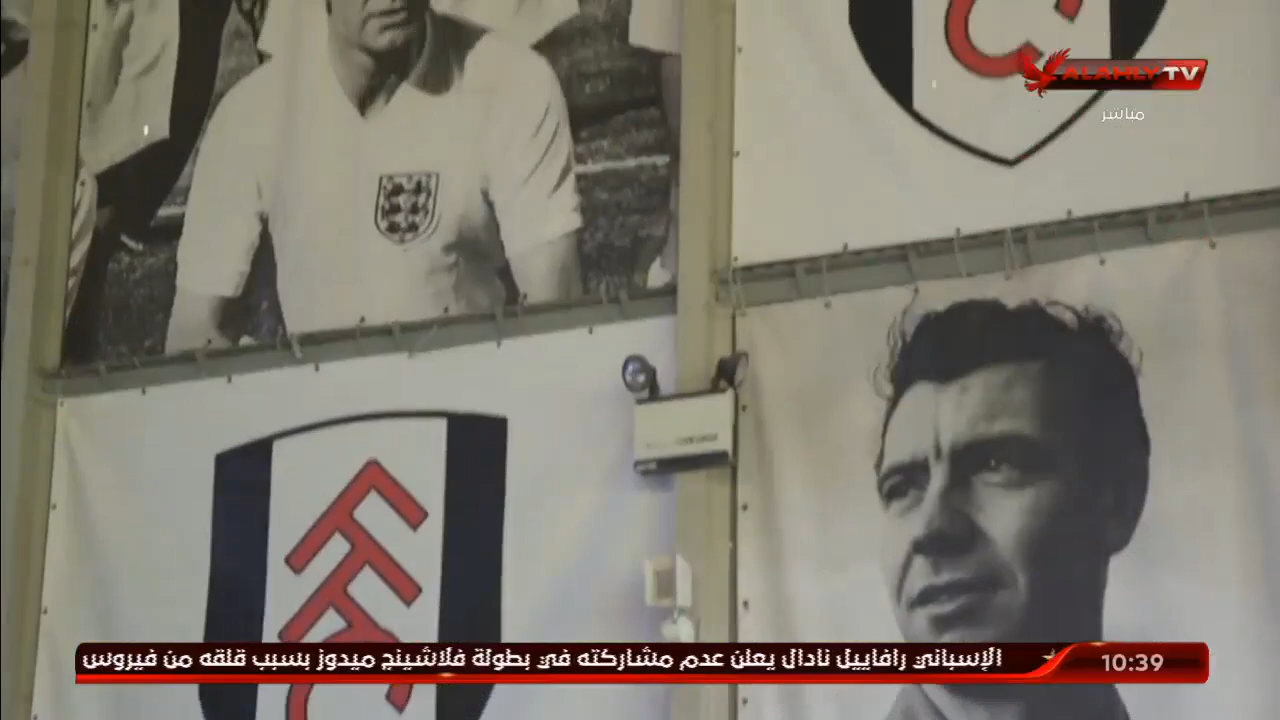 ALAHLY TV
مباشر
FFC
الإسباني رافاييل نادال يعلن عدم مشاركته في بطولة فلاشينج ميدوز بسبب قلقه من فيروس
10:39